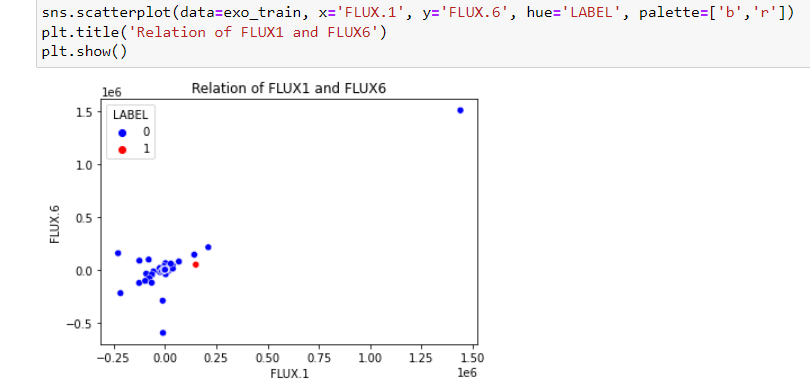 sns.scatterplot(data=exo_train, x='FLUX.1', y='FLUX.6', hue='LABEL', palette=['b','r'])
plt.title('Relation of FLUX1 and FLUX6')
plt.show()
Relation of FLUX1 and FLUX6
1e6
LABEL
0
1
1.5
1.0
0.5
0.0
−0.5
FLUX.6
−0.25 0.00 0.25 0.50 0.75 1.00 1.25 1.50
FLUX.1
1e6